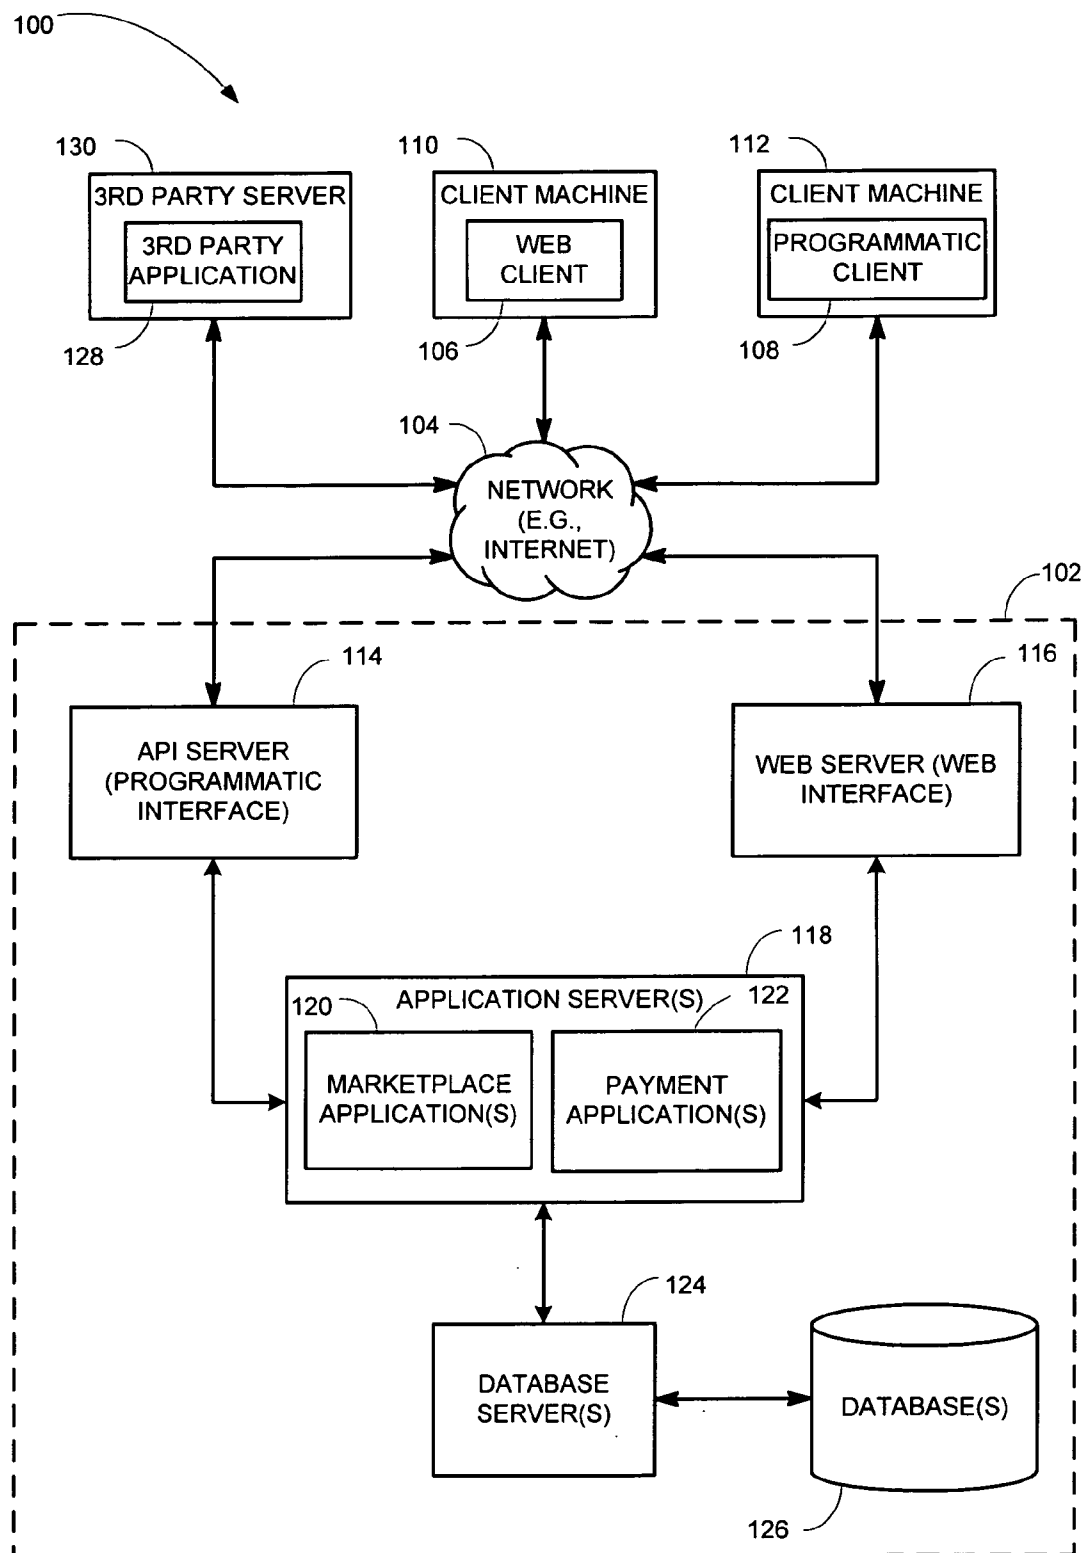 100
130
110
112
3RD PARTY SERVER
3RD PARTY
APPLICATION
CLIENT MACHINE
WEB
CLIENT
CLIENT MACHINE
PROGRAMMATIC
CLIENT
128
106
108
104
NETWORK
(E.G.,
INTERNET)
102
114
116
API SERVER
(PROGRAMMATIC
INTERFACE)
WEB SERVER (WEB
INTERFACE)
118
120
APPLICATION SERVER(S)
122
MARKETPLACE
APPLICATION(S)
PAYMENT
APPLICATION(S)
124
DATABASE
SERVER(S)
DATABASE(S)
126